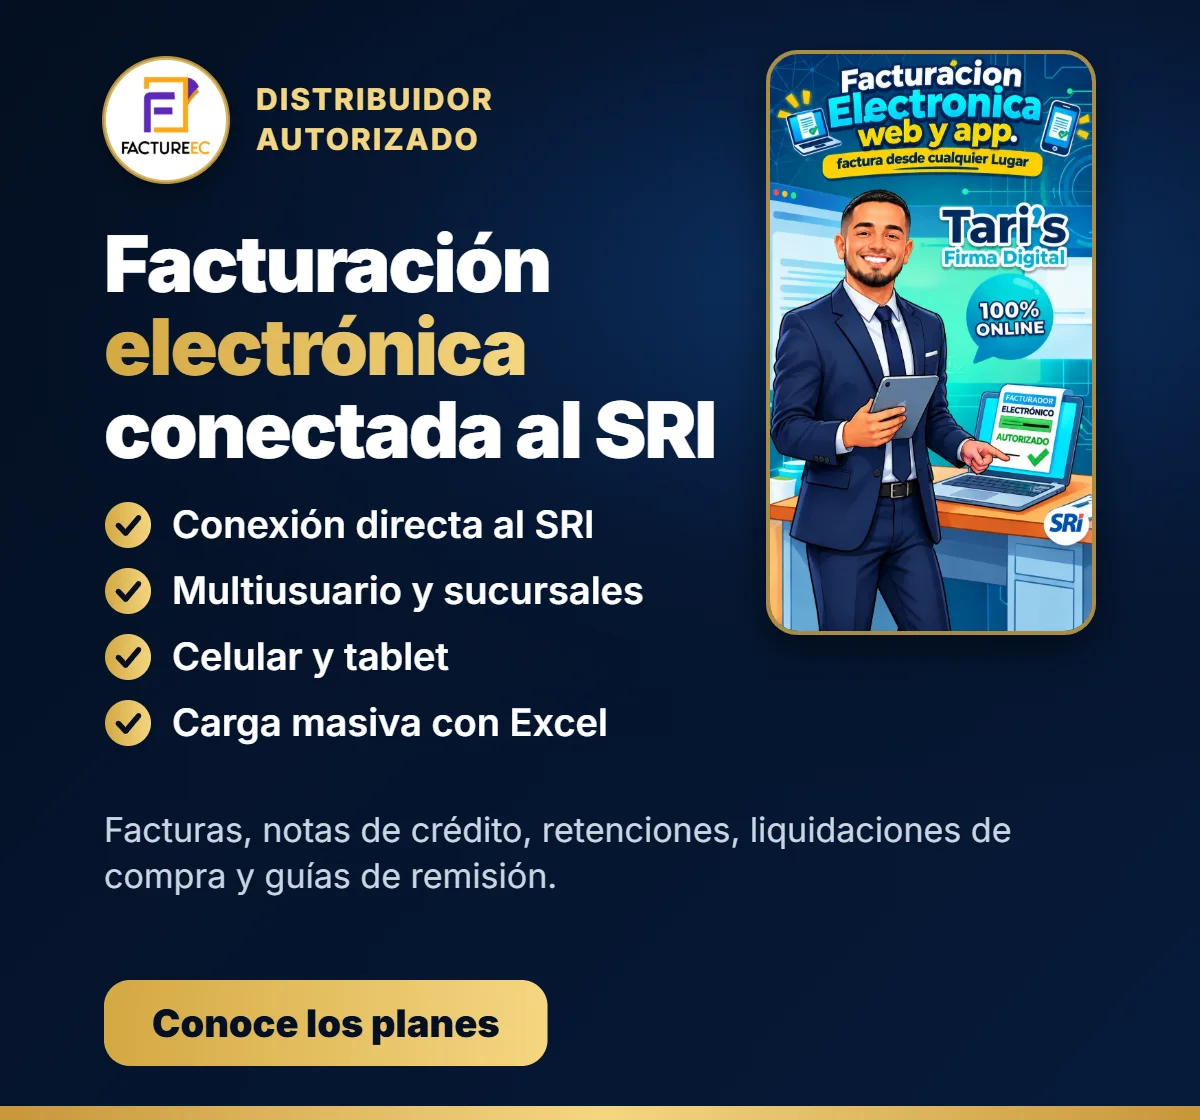 FACTUREEC
DISTRIBUIDOR
AUTORIZADO
Facturación
electrónica
conectada al SRI
Conexión directa al SRI
Multiusuario y sucursales
Celular y tablet
Carga masiva con Excel
Facturacion
Electronica
web y app.
factura desde cualquier Lugar
Tari's
Firma Digital
100%
ONLINE
FACTURADOR
ELECTRÓNICO
AUTORIZADO
SRi
Facturas, notas de crédito, retenciones, liquidaciones de
compra y guías de remisión.
Conoce los planes